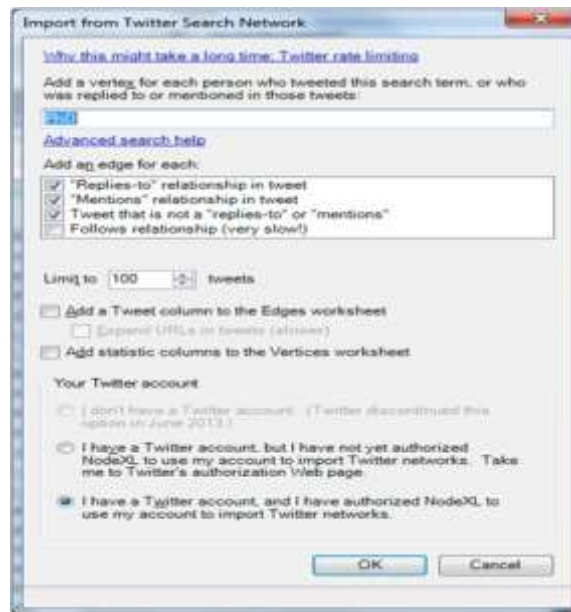 Import from Twitter Search Network
Why this might take a long time: Twitter rate limiting
Add a vertex for each person who tweeted this search term, or who
was replied to or mentioned in those tweets:
PhD
Advanced search help
Add an edge for each:
"Replies-to" relationship in tweet
"Mentions" relationship in tweet
Tweet that is not a "replies-to" or "mentions"
Follows relationship (very slow!)
Limit to 100 tweets
Add a Tweet column to the Edges worksheet
Expand URLs in tweets (slower)
Add statistic columns to the Vertices worksheet
Your Twitter account
I don't have a Twitter account. (Twitter discontinued this
option in June 2013.)
I have a Twitter account, but I have not yet authorized
NodeXL to use my account to import Twitter networks. Take
me to Twitter's authorization Web page.
I have a Twitter account, and I have authorized NodeXL to
use my account to import Twitter networks.
OK Cancel